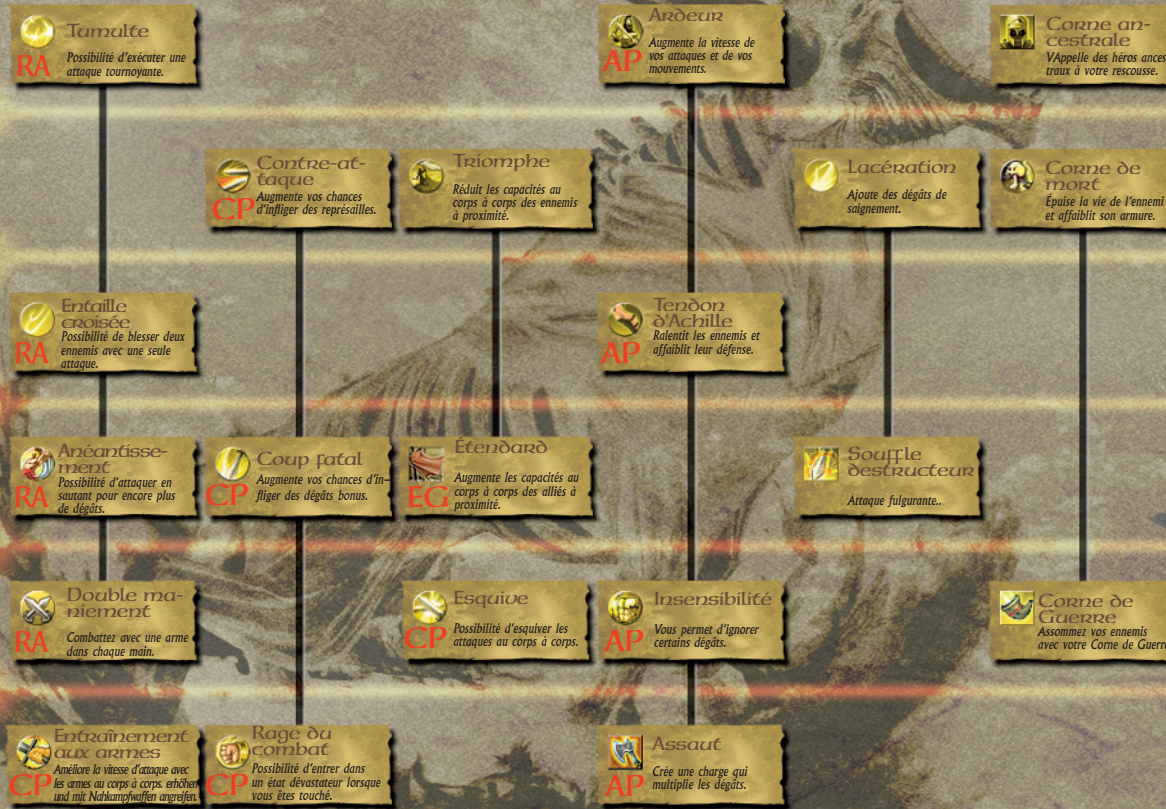 Tumulte
RA
Possibilité d'exécuter une
attaque tournoyante.
Ardeur
AP
Augmente la vitesse de
vos attaques et de vos
mouvements.
Corne an-
cestrale
VAppelle des héros ances
traux à votre rescousse.
Contre-at-
taque
CP
Augmente vos chances
d'infliger des représailles.
Triomphe
Réduit les capacités au
corps à corps des ennemis
à proximité.
Lacération
Ajoute des dégâts de
saignement.
Corne de
mort
Épuise la vie de l'ennemi
et affaiblit son armure.
Entaille
croisée
RA
Possibilité de blesser deux
ennemis avec une seule
attaque.
Tendon
d'Achille
AP
Ralentit les ennemis et
affaiblit leur défense.
Anéantisse-
ment
RA
Possibilité d'attaquer en
sautant pour encore plus
de dégâts.
Coup fatal
CP
Augmente vos chances d'in-
fliger des dégâts bonus.
Étendard
EG
Augmente les capacités au
corps à corps des alliés à
proximité.
Souffle
destructeur
Attaque fulgurante..
Double ma-
niement
RA
Combattez avec une arme
dans chaque main.
Esquive
CP
Possibilité d'esquiver les
attaques au corps à corps.
Insensibilité
AP
Vous permet d'ignorer
certains dégâts.
Corne de
Guerre
Assommez vos ennemis
avec votre Corne de Guerre
Entraînement
aux armes
CP
Améliore la vitesse d'attaque avec
les armes au corps à corps. erhöhen
und mit Nahkampfwaffen angreifen.
Rage du
combat
CP
Possibilité d'entrer dans
un état dévastateur lorsque
vous êtes touché.
Assaut
AP
Crée une charge qui
multiplie les dégâts.